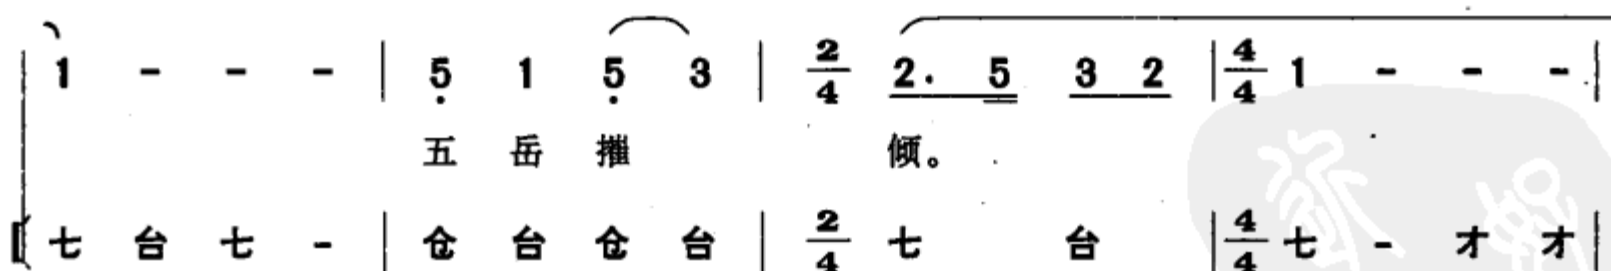 1 - - - | 5 1 5 3 | 2/4 2. 5 3 2 | 4/4 1 - - - |
五 岳 摧 倾。
七 台 七 - | 仓 台 仓 台 | 2/4 七 台 | 4/4 七 - 才 才 |